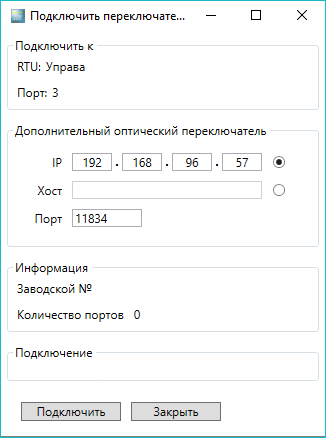 Подключить переключате...
Подключить к
RTU: Управа
Порт: 3
Дополнительный оптический переключатель
IP 192 . 168 . 96 . 57
Хост
Порт 11834
Информация
Заводской №
Количество портов 0
Подключение
Подключить Закрыть